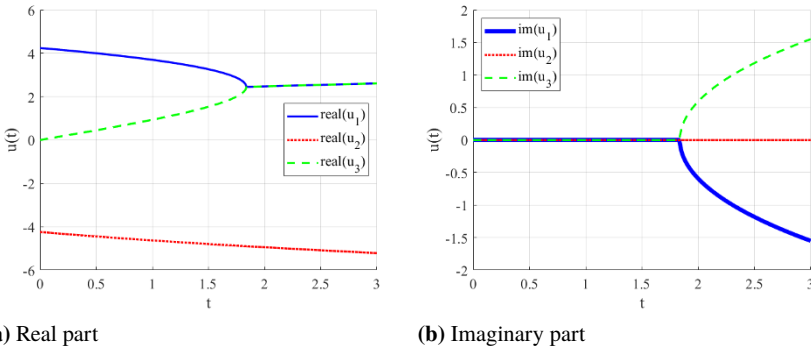 6
4
2
0
-2
-4
-6
u(t)
0 0.5 1 1.5 2 2.5 3
t
real(u1)
real(u2)
real(u3)
2
1.5
1
0.5
0
-0.5
-1
-1.5
-2
u(t)
0 0.5 1 1.5 2 2.5 3
t
im(u1)
im(u2)
im(u3)
) Real part
(b) Imaginary part